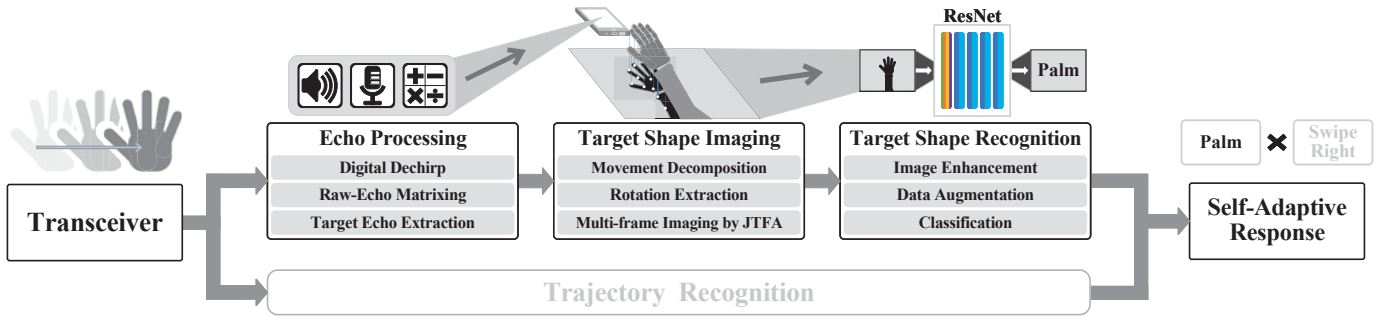 ResNet
Palm
Echo Processing
Digital Dechirp
Raw-Echo Matrixing
Target Echo Extraction
Target Shape Imaging
Movement Decomposition
Rotation Extraction
Multi-frame Imaging by JTFA
Target Shape Recognition
Image Enhancement
Data Augmentation
Classification
Palm
Swipe
Right
Transceiver
Self-Adaptive
Response
Trajectory Recognition